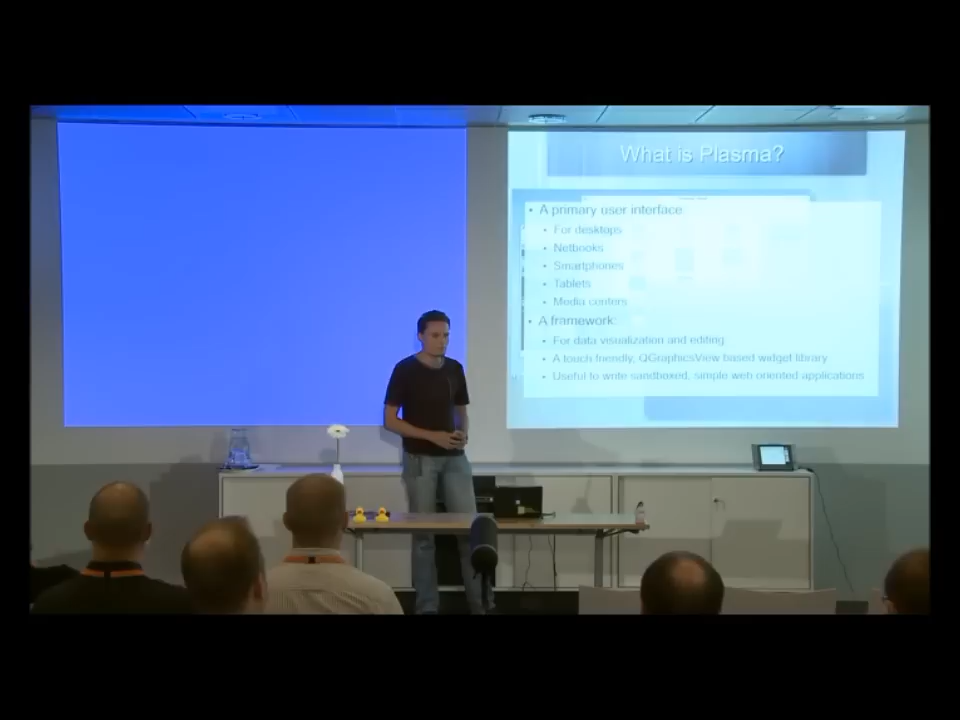 What is Plasma?
• A primary user interface
• For desktops
• Netbooks
• Smartphones
• Tablets
• Media centers
• A framework:
• For data visualization and editing
• A touch friendly, QGraphicsView based widget library
• Useful to write sandboxed, simple web oriented applications